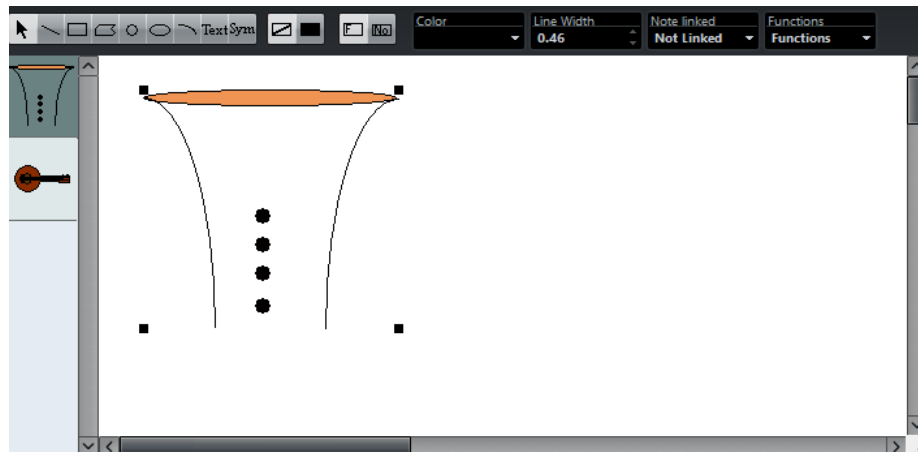 Text Sym F No
Color Line Width Note linked Functions
0.46 Not Linked Functions